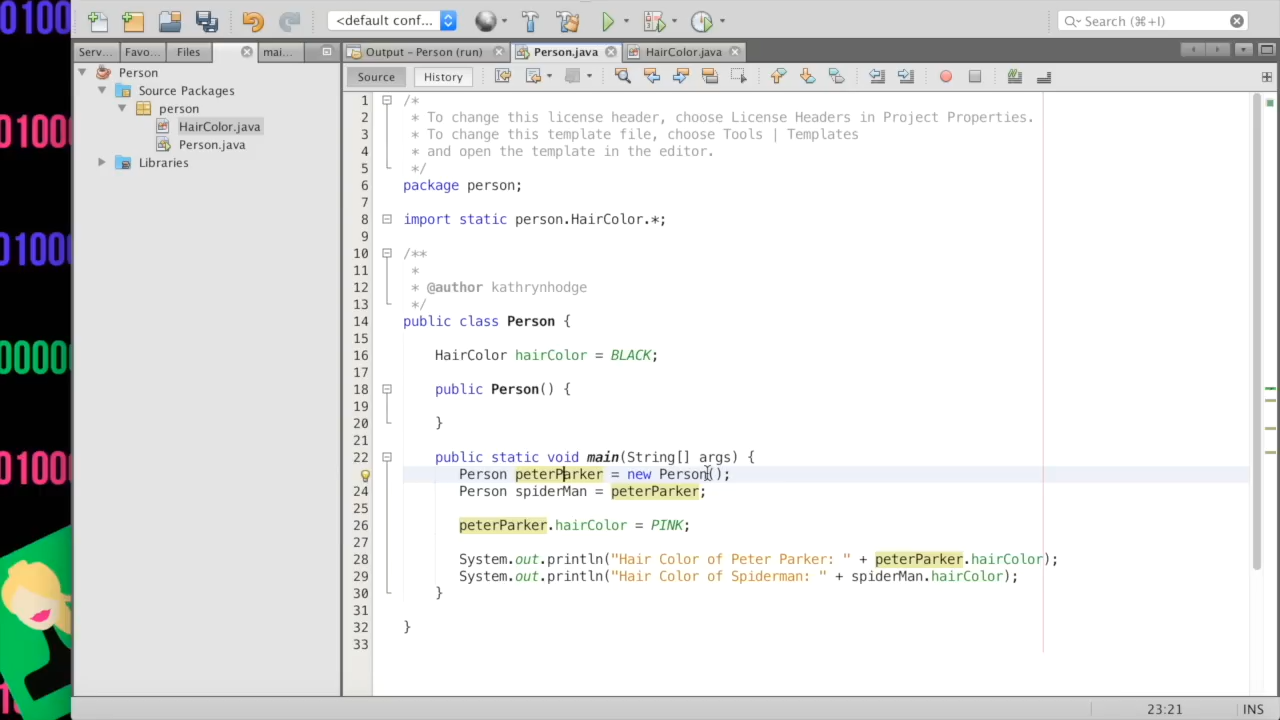 <default conf...
Search (⌘+I)
Serv... Favo... Files mai...
Output - Person (run) Person.java HairColor.java
Source History
Person
Source Packages
person
HairColor.java
Person.java
Libraries
1 /*
2 * To change this license header, choose License Headers in Project Properties.
3 * To change this template file, choose Tools | Templates
4 * and open the template in the editor.
5 */
6 package person;
7
8 import static person.HairColor.*;
9
10 /**
11 *
12 * @author kathrynhodge
13 */
14 public class Person {
15
16 HairColor hairColor = BLACK;
17
18 public Person() {
19
20 }
21
22 public static void main(String[] args) {
Person peterParker = new Person();
24 Person spiderMan = peterParker;
25
26 peterParker.hairColor = PINK;
27
28 System.out.println("Hair Color of Peter Parker: " + peterParker.hairColor);
29 System.out.println("Hair Color of Spiderman: " + spiderMan.hairColor);
30 }
31
32 }
33
23:21 INS